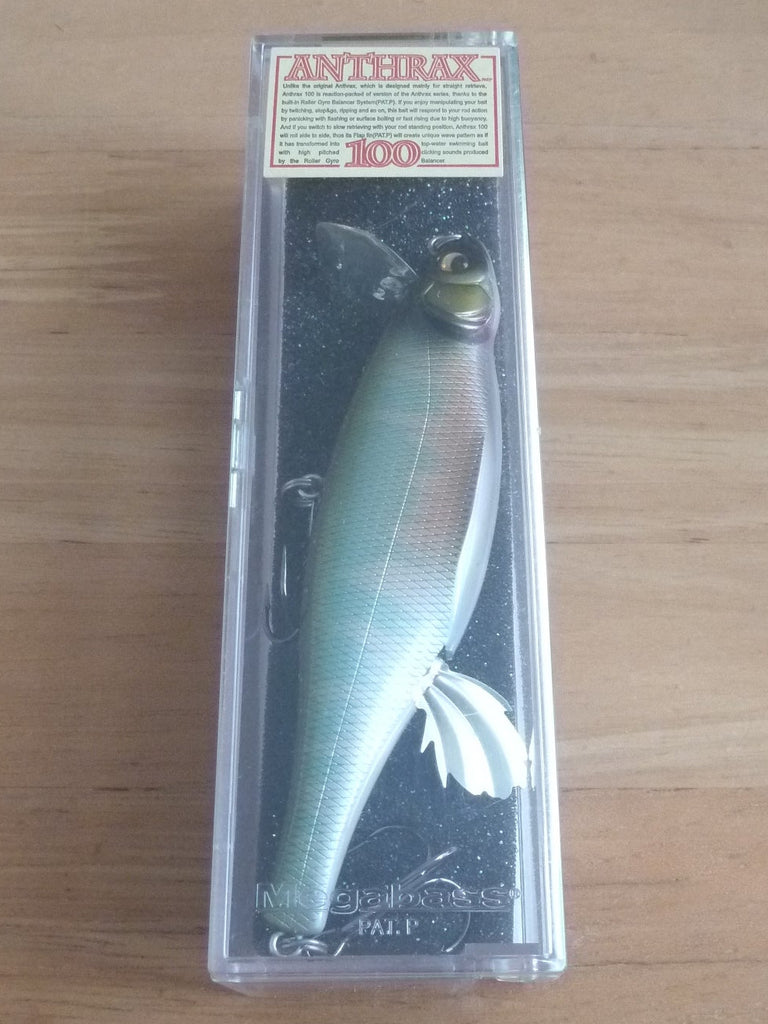 ANTHRAX
Unlike the original Anthrax, which is designed mainly for straight retrieve,
Anthrax 100 is reaction-packed of version of the Anthrax series, thanks to the
built-in Roller Gyro Balancer System(PAT.P). If you enjoy manipulating your bait
by twitching, stop&go, ripping and so on, this bait will respond to your rod action
by panicking with flashing or surface boiling or fast rising due to high buoyancy.
And if you switch to slow retrieving with your rod standing position, Anthrax 100
will roll side to side, thus its Flap fin(PAT.P) will create unique wave pattern as if
it has transformed into top-water swimming bait
with high pitched clicking sounds produced
by the Roller Gyro Balancer.
100
Megabass®
PAT. P